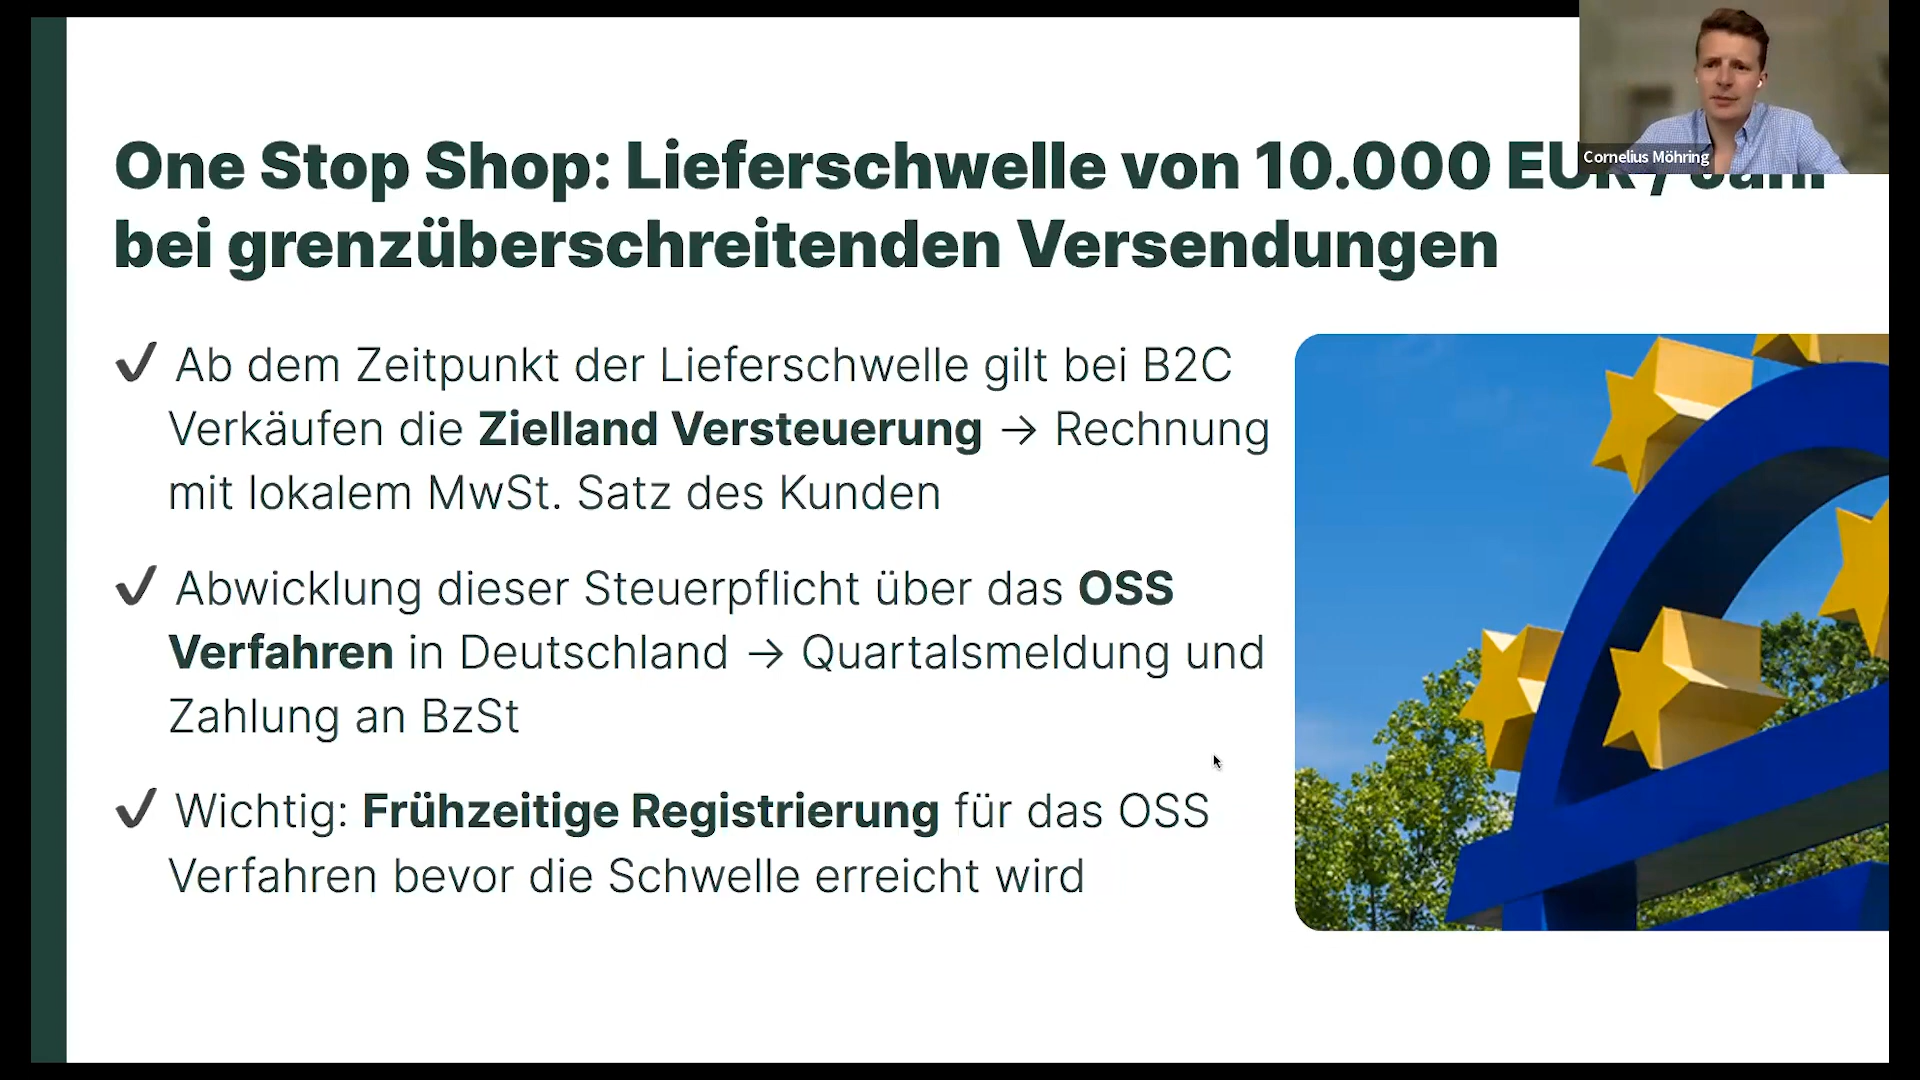 One Stop Shop: Lieferschwelle von 10.000 EUR / Jahr
bei grenzüberschreitenden Versendungen
Cornelius Möhring
✓ Ab dem Zeitpunkt der Lieferschwelle gilt bei B2C
Verkäufen die Zielland Versteuerung → Rechnung
mit lokalem MwSt. Satz des Kunden
✓ Abwicklung dieser Steuerpflicht über das OSS
Verfahren in Deutschland → Quartalsmeldung und
Zahlung an BzSt
✓ Wichtig: Frühzeitige Registrierung für das OSS
Verfahren bevor die Schwelle erreicht wird